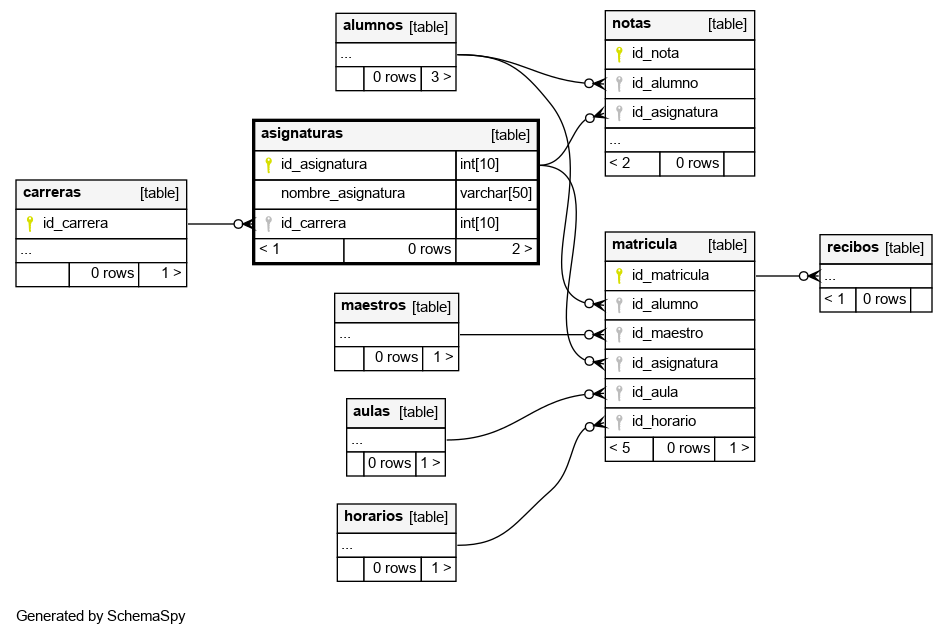 alumnos [table]
...
0 rows 3 >
notas [table]
id_nota
id_alumno
id_asignatura
...
< 2 0 rows
asignaturas [table]
id_asignatura int[10]
nombre_asignatura varchar[50]
id_carrera int[10]
< 1 0 rows 2 >
carreras [table]
id_carrera
...
0 rows 1 >
matricula [table]
id_matricula
id_alumno
id_maestro
id_asignatura
id_aula
id_horario
< 5 0 rows 1 >
recibos [table]
...
< 1 0 rows
maestros [table]
...
0 rows 1 >
aulas [table]
...
0 rows 1 >
horarios [table]
...
0 rows 1 >
Generated by SchemaSpy